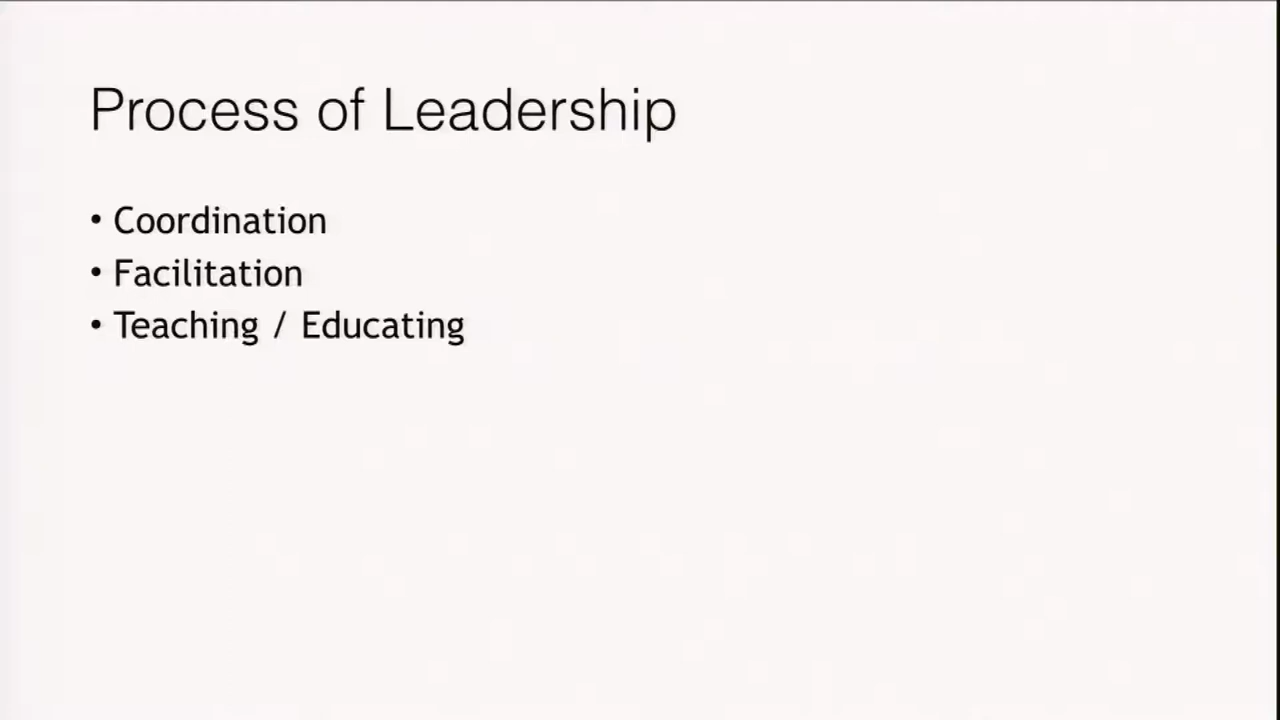 Process of Leadership
• Coordination
• Facilitation
• Teaching / Educating